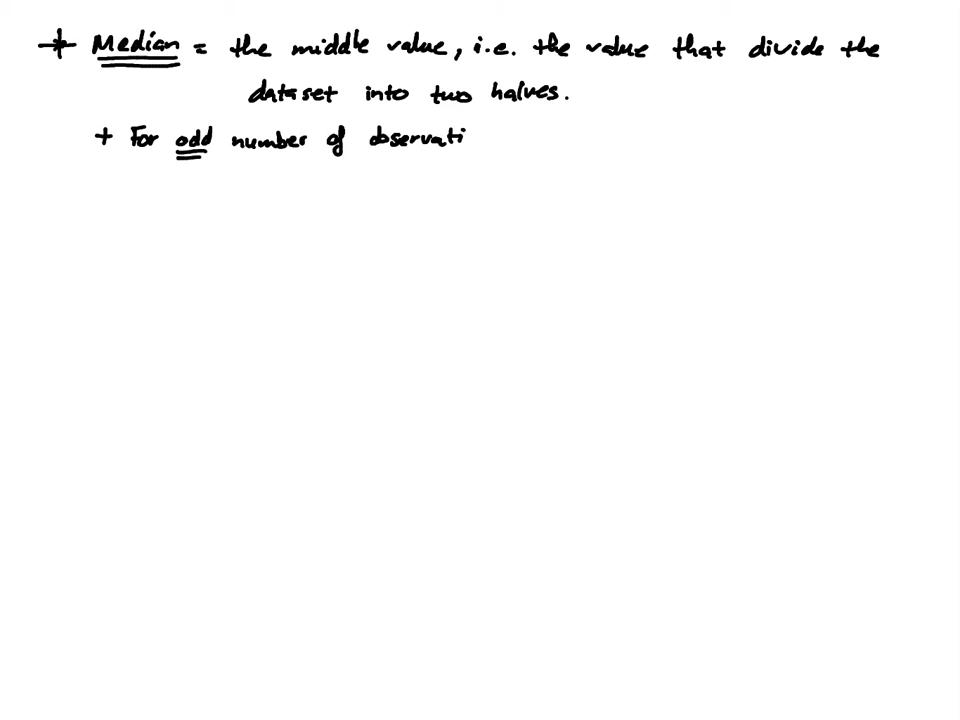 * Median = the middle value, i.e. the value that divide the
dataset into two halves.
+ For odd number of observati